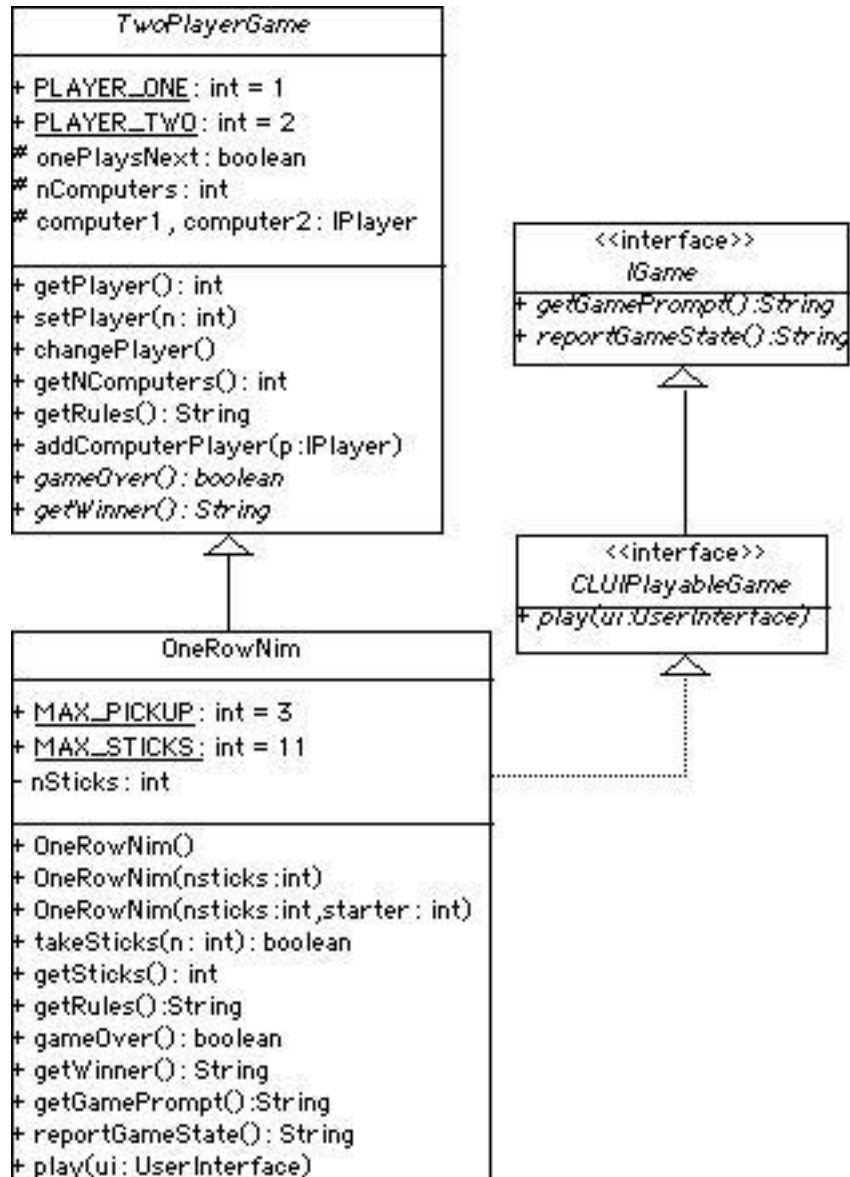 TwoPlayerGame
+ PLAYER_ONE : int = 1
+ PLAYER_TWO : int = 2
# onePlaysNext : boolean
# nComputers : int
# computer1 , computer2 : IPlayer
+ getPlayer() : int
+ setPlayer(n : int)
+ changePlayer()
+ getNComputers() : int
+ getRules() : String
+ addComputerPlayer(p :IPlayer)
+ gameOver() : boolean
+ getWinner() : String
<<interface>>
IGame
+ getGamePrompt() :String
+ reportGameState() :String
<<interface>>
CLUIPlayableGame
+ play(ui :UserInterface)
OneRowNim
+ MAX_PICKUP : int = 3
+ MAX_STICKS : int = 11
- nSticks : int
+ OneRowNim()
+ OneRowNim(nsticks :int)
+ OneRowNim(nsticks :int,starter : int)
+ takeSticks(n : int) : boolean
+ getSticks() : int
+ getRules() :String
+ gameOver() : boolean
+ getWinner() : String
+ getGamePrompt() :String
+ reportGameState() : String
+ play(ui : UserInterface)